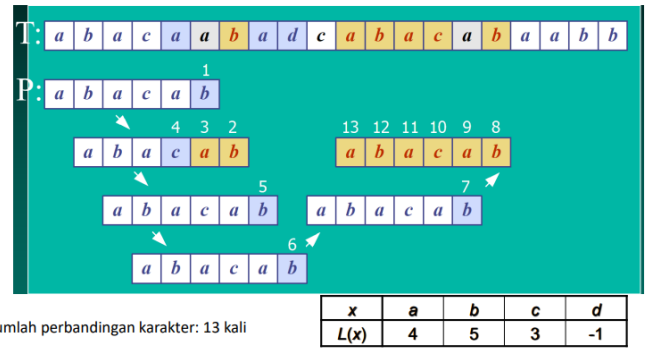 T: a b a c a a b a d c a b a c a b a a b b
1
P: a b a c a b
4 3 2 13 12 11 10 9 8
a b a c a b a b a c a b
5 7
a b a c a b a b a c a b
6
a b a c a b
x a b c d
umlah perbandingan karakter: 13 kali
L(x) 4 5 3 -1